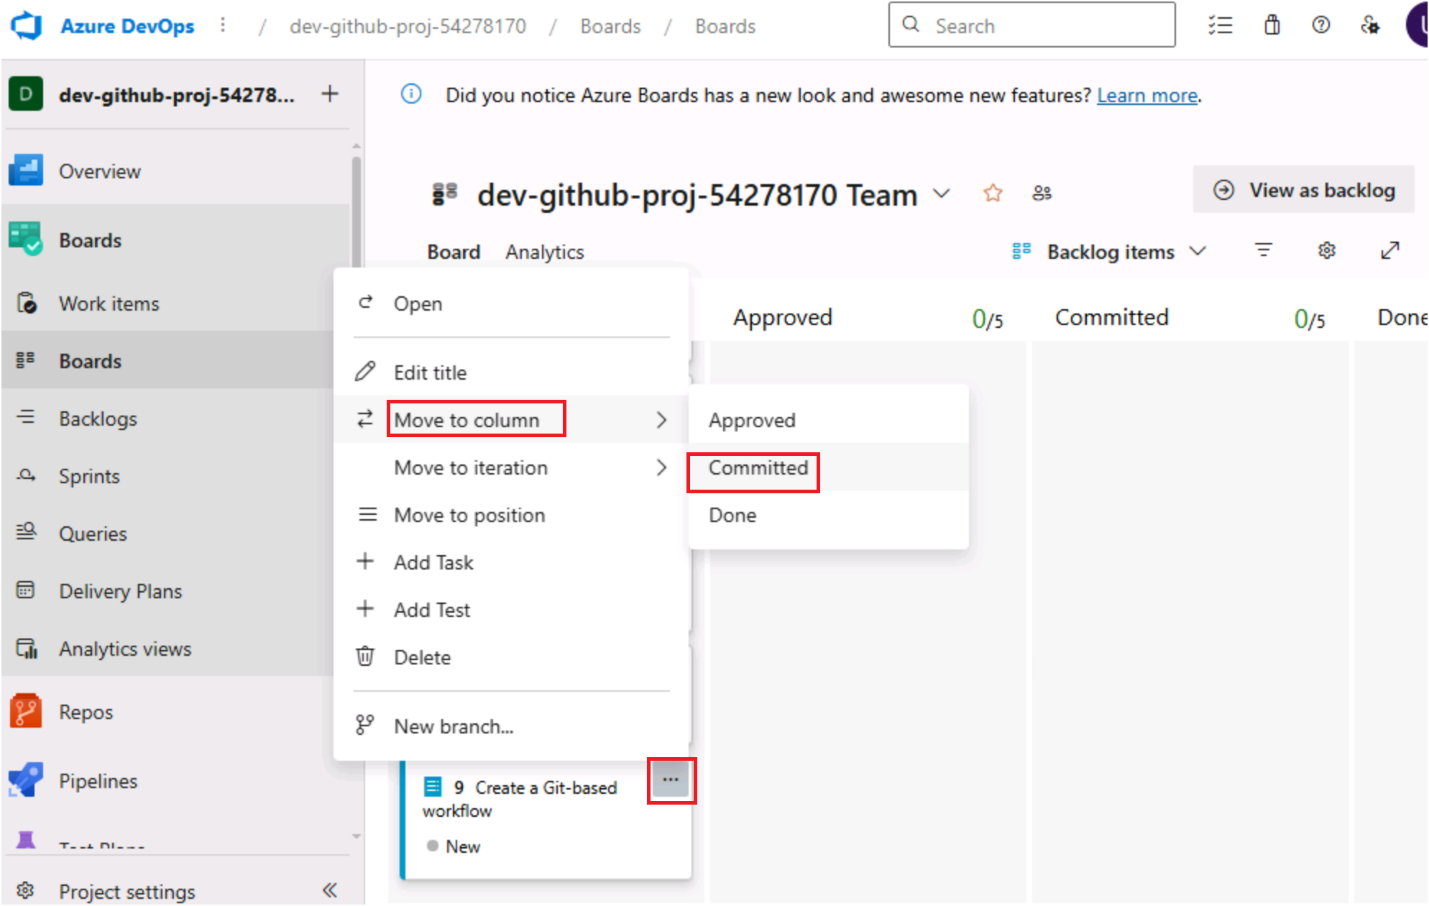 Azure DevOps / dev-github-proj-54278170 / Boards / Boards
Search
D dev-github-proj-54278...
Did you notice Azure Boards has a new look and awesome new features? Learn more.
Overview
Boards
Work items
Boards
Backlogs
Sprints
Queries
Delivery Plans
Analytics views
Repos
Pipelines
Test Plans
Project settings
dev-github-proj-54278170 Team
View as backlog
Board Analytics
Backlog items
Approved 0/5
Committed 0/5
Done
Open
Edit title
Move to column
Move to iteration
Move to position
Add Task
Add Test
Delete
New branch...
Approved
Committed
Done
9 Create a Git-based
workflow
New